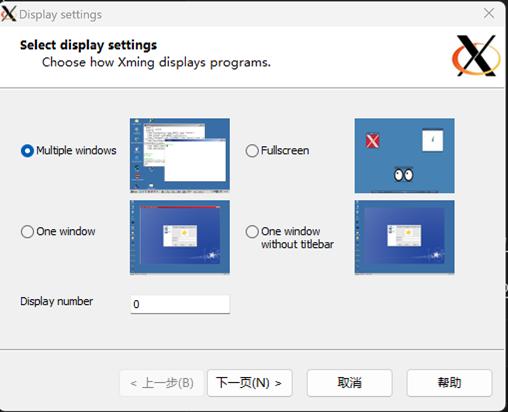 Display settings
Select display settings
Choose how Xming displays programs.
Multiple windows
Fullscreen
One window
One window
without titlebar
Display number
0
< 上一步(B)
下一页(N) >
取消
帮助